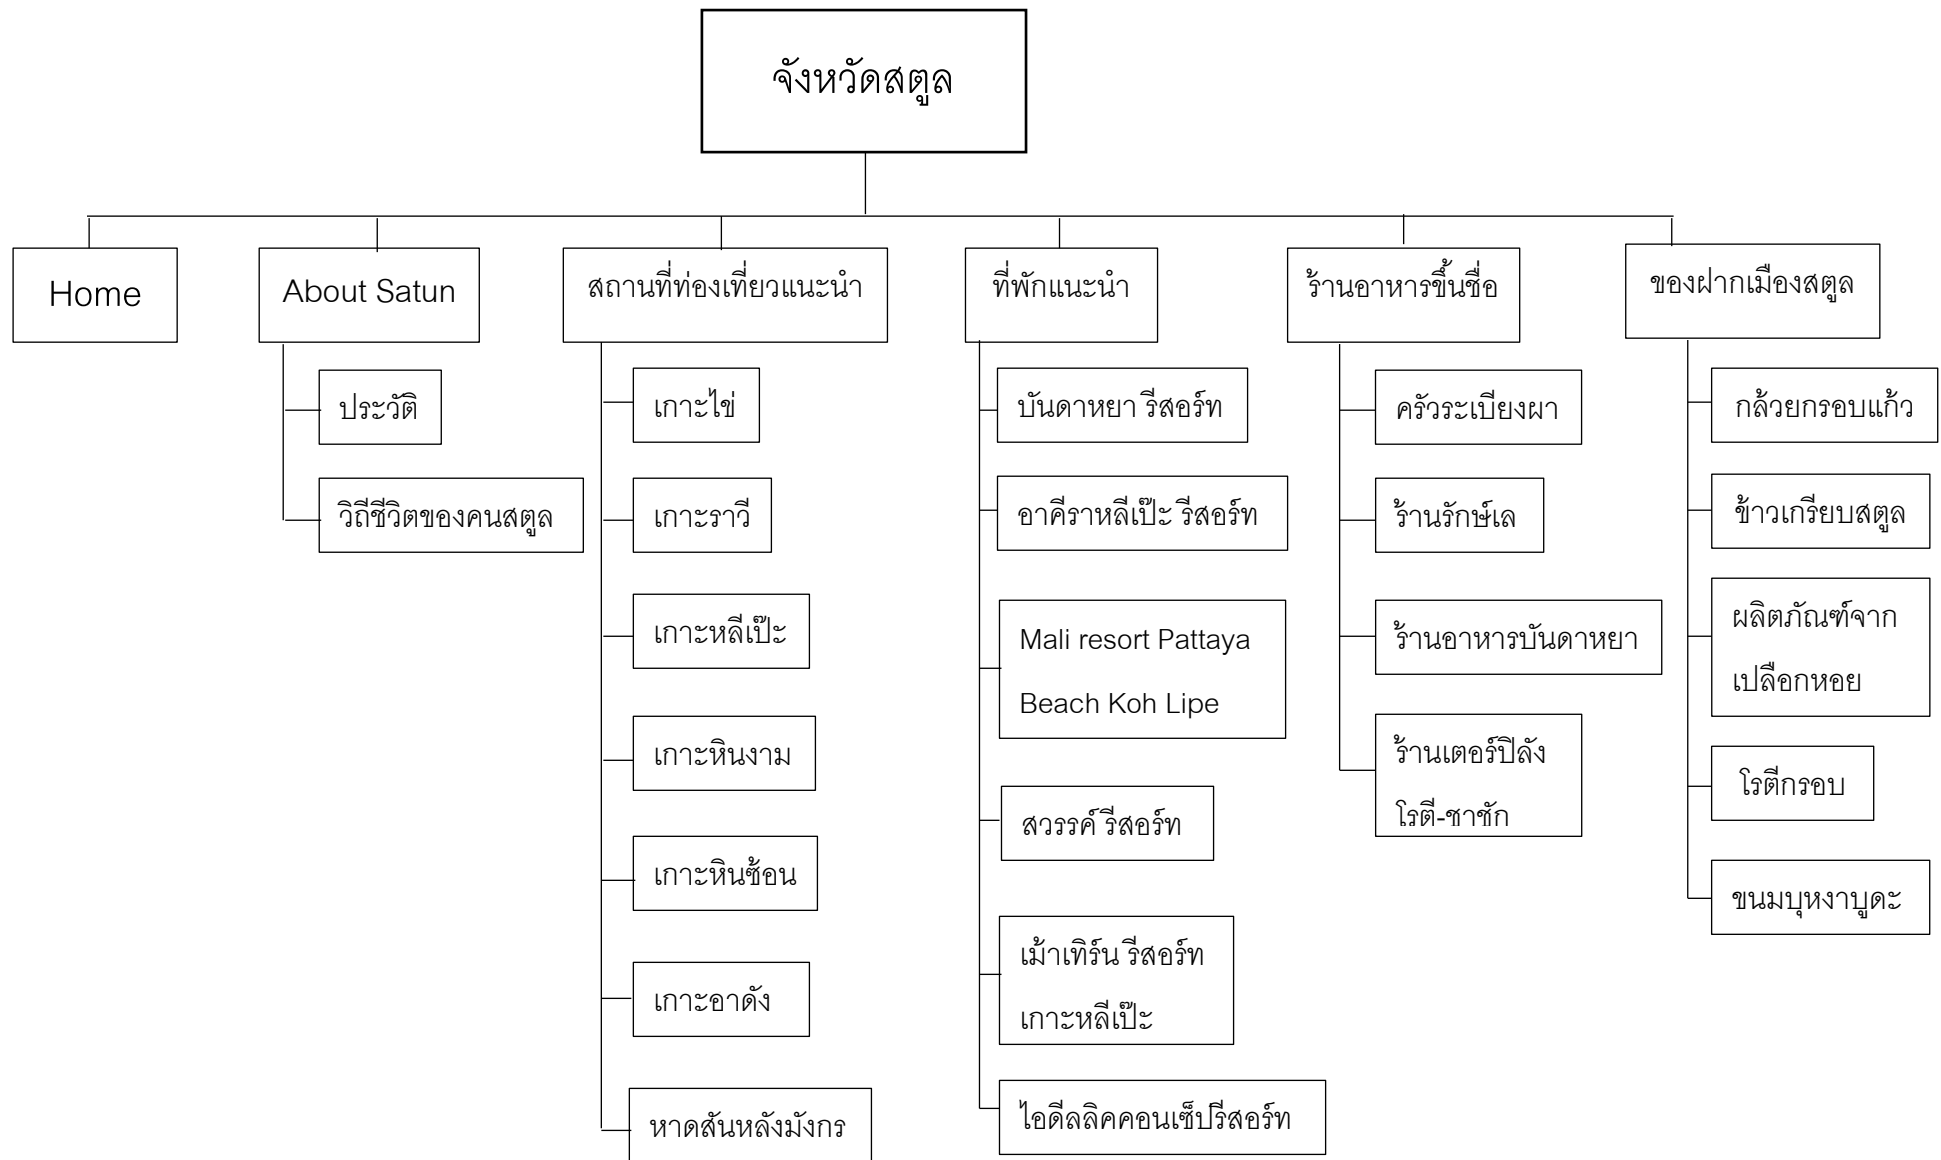 จังหวัดสตูล
Home
About Satun
ประวัติ
วิถีชีวิตของคนสตูล
สถานที่ท่องเที่ยวแนะนำ
เกาะไข่
เกาะราวี
เกาะหลีเป๊ะ
เกาะหินงาม
เกาะหินซ้อน
เกาะอาดัง
หาดสันหลังมังกร
ที่พักแนะนำ
บันดาหยา รีสอร์ท
อาคีราหลีเป๊ะ รีสอร์ท
Mali resort Pattaya
Beach Koh Lipe
สวรรค์ รีสอร์ท
เม้าเทิร์น รีสอร์ท
เกาะหลีเป๊ะ
ไอดีลลิคคอนเซ็ปรีสอร์ท
ร้านอาหารขึ้นชื่อ
ครัวระเบียงผา
ร้านรักษ์เล
ร้านอาหารบันดาหยา
ร้านเตอร์ปิลัง
โรตี-ชาชัก
ของฝากเมืองสตูล
กล้วยกรอบแก้ว
ข้าวเกรียบสตูล
ผลิตภัณฑ์จาก
เปลือกหอย
โรตีกรอบ
ขนมบุหงาบูดะ